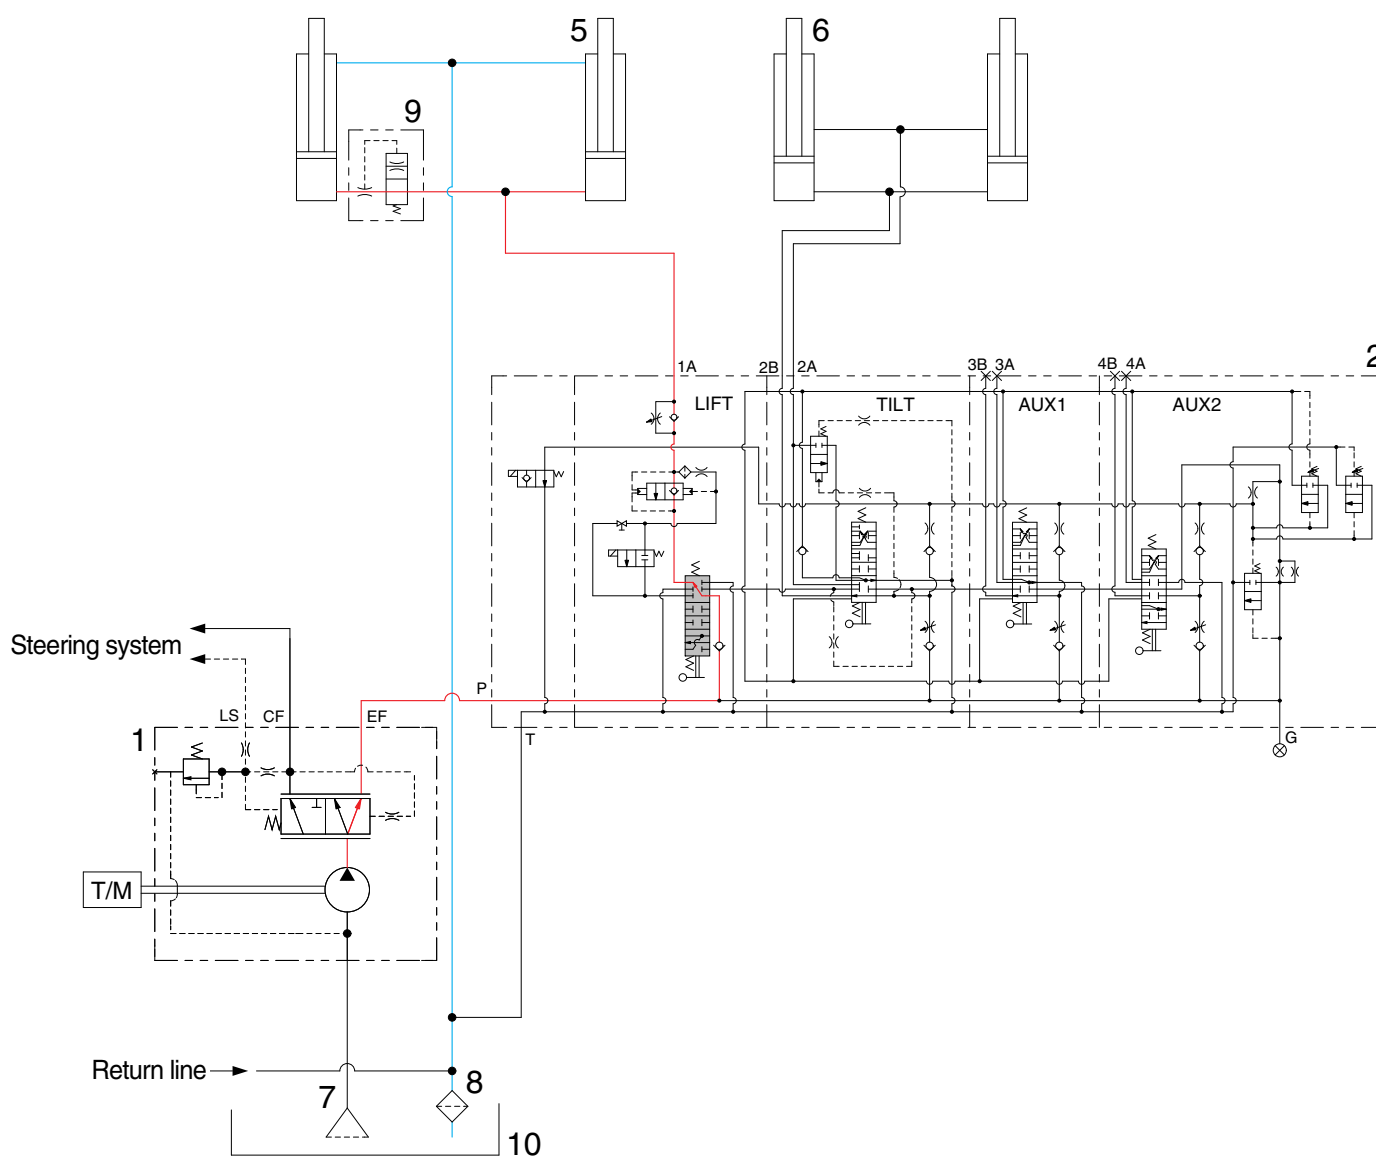 5
6
9
1A
2B
2A
3B
3A
4B
4A
2
LIFT
TILT
AUX1
AUX2
Steering system
P
LS
CF
EF
T
G
1
T/M
Return line
7
8
10